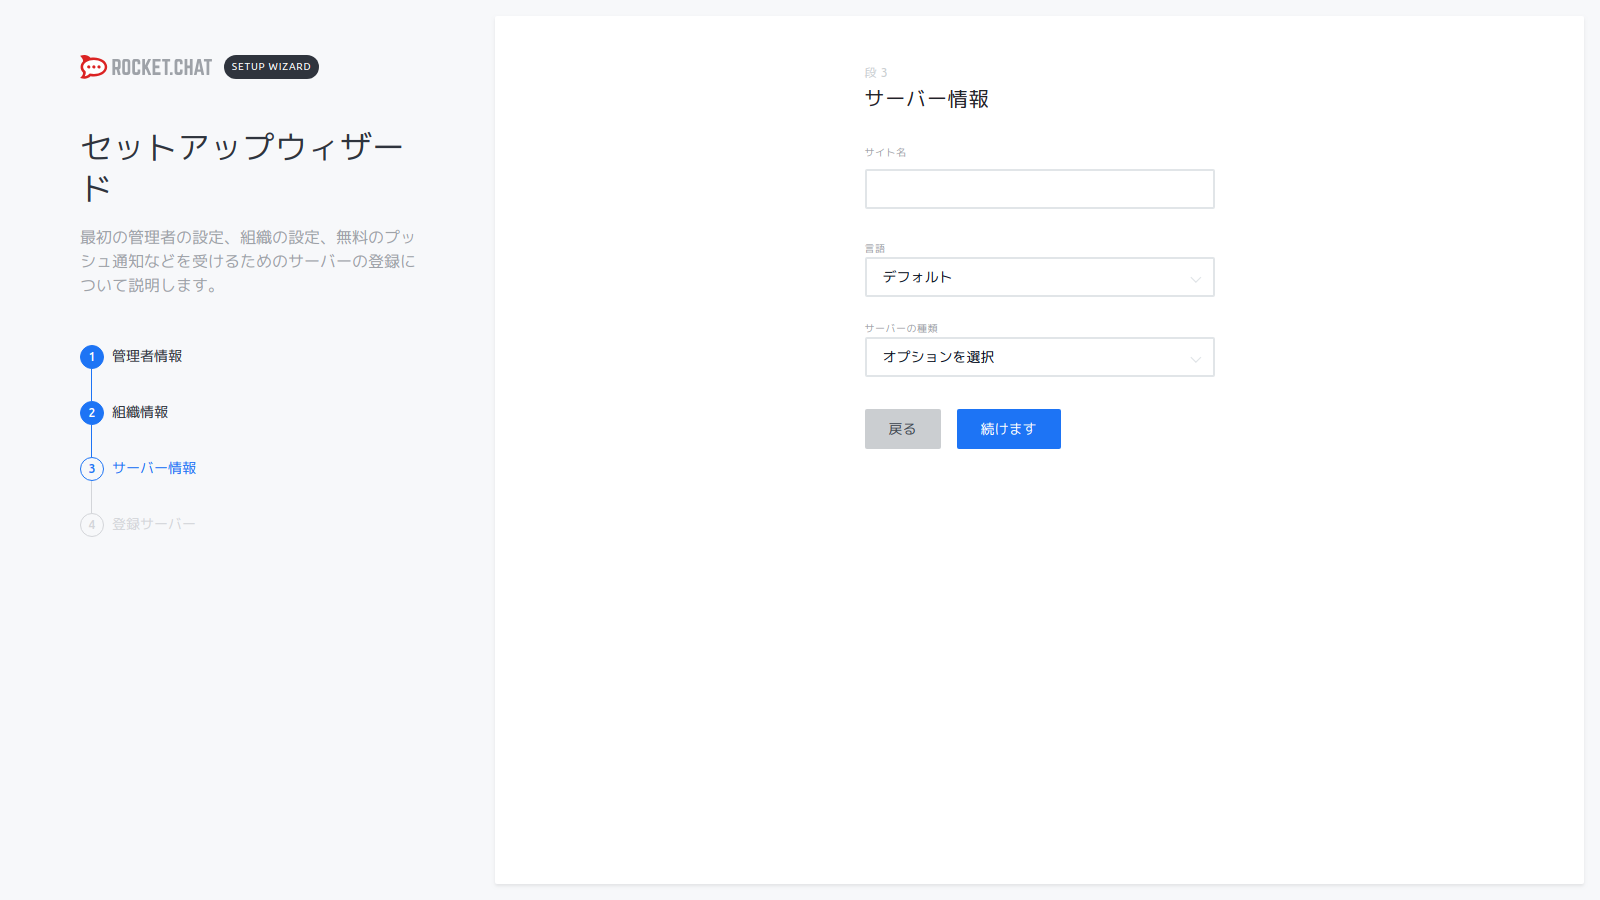 ROCKET.CHAT SETUP WIZARD
セットアップウィザー
ド
最初の管理者の設定、組織の設定、無料のプッ
シュ通知などを受けるためのサーバーの登録に
ついて説明します。
1 管理者情報
2 組織情報
3 サーバー情報
4 登録サーバー
段 3
サーバー情報
サイト名
言語
デフォルト
サーバーの種類
オプションを選択
戻る 続けます